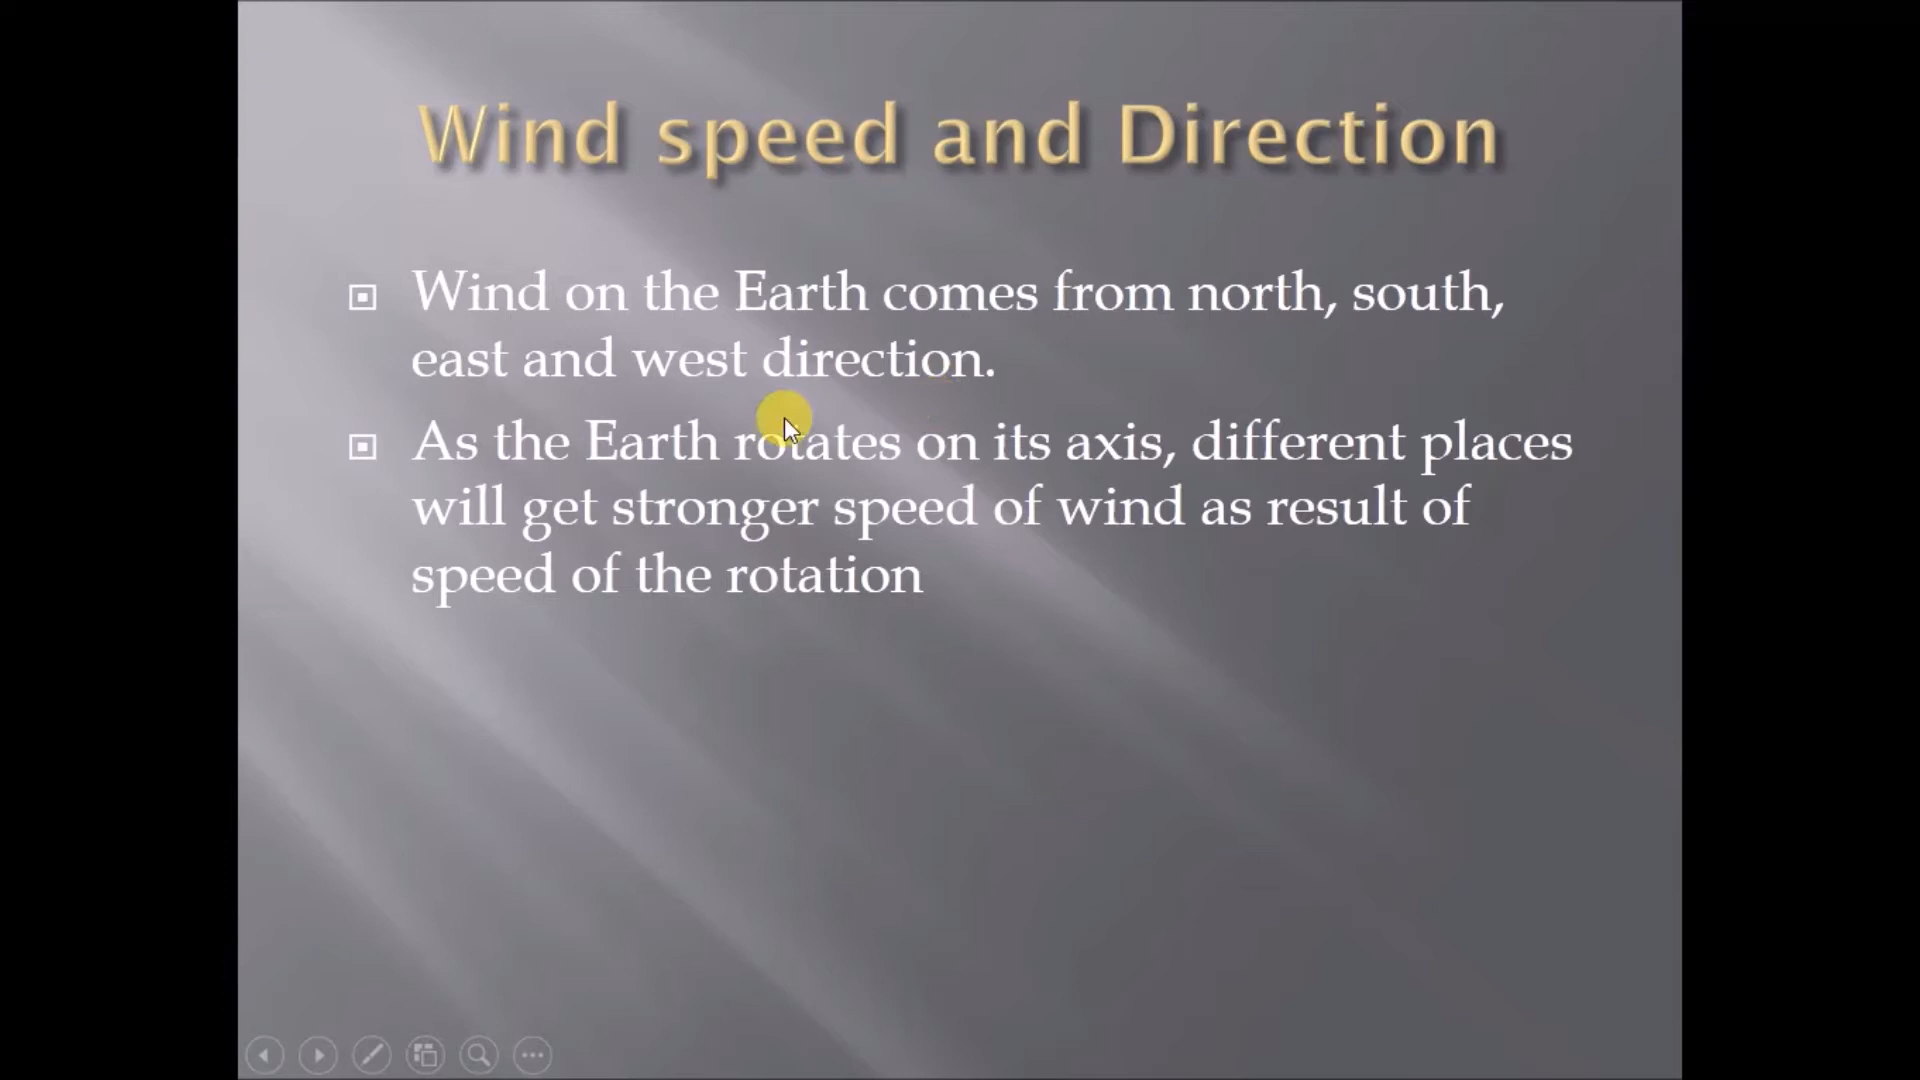 Wind speed and Direction
Wind on the Earth comes from north, south,
east and west direction.
As the Earth rotates on its axis, different places
will get stronger speed of wind as result of
speed of the rotation